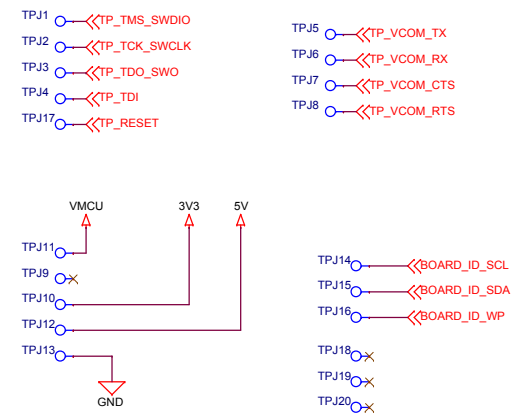 TPJ1 TP_TMS_SWDIO
TPJ2 TP_TCK_SWCLK
TPJ3 TP_TDO_SWO
TPJ4 TP_TDI
TPJ17 TP_RESET
TPJ5 TP_VCOM_TX
TPJ6 TP_VCOM_RX
TPJ7 TP_VCOM_CTS
TPJ8 TP_VCOM_RTS
VMCU 3V3 5V
TPJ11
TPJ9
TPJ10
TPJ12
TPJ13
GND
TPJ14 BOARD_ID_SCL
TPJ15 BOARD_ID_SDA
TPJ16 BOARD_ID_WP
TPJ18
TPJ19
TPJ20